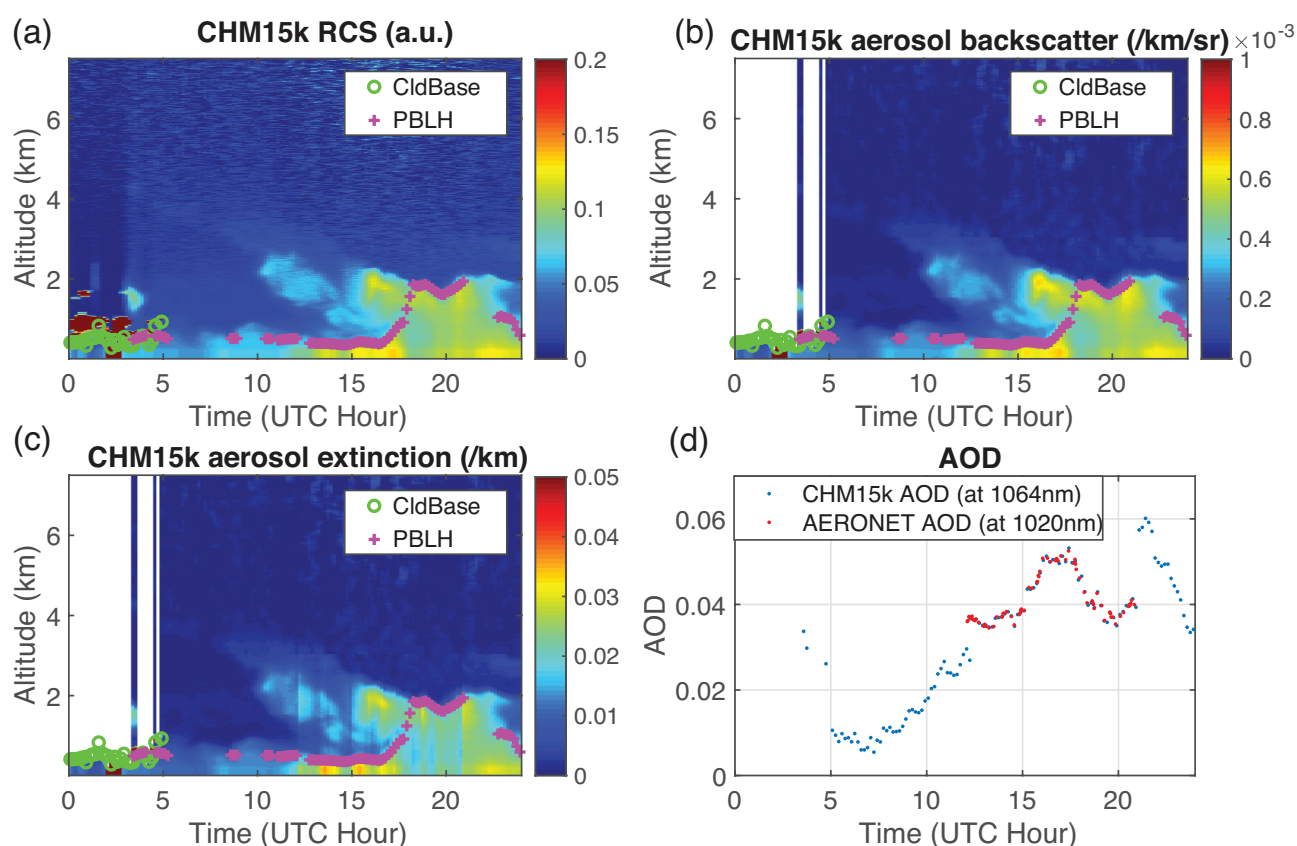 (a)
CHM15k RCS (a.u.)
CldBase
PBLH
Altitude (km)
6
4
2
0 5 10 15 20
Time (UTC Hour)
0.2
0.15
0.1
0.05
0
(b)
CHM15k aerosol backscatter (/km/sr)
×10⁻³
CldBase
PBLH
Altitude (km)
6
4
2
0 5 10 15 20
Time (UTC Hour)
1
0.8
0.6
0.4
0.2
0
(c)
CHM15k aerosol extinction (/km)
CldBase
PBLH
Altitude (km)
6
4
2
0 5 10 15 20
Time (UTC Hour)
0.05
0.04
0.03
0.02
0.01
0
(d)
AOD
CHM15k AOD (at 1064nm)
AERONET AOD (at 1020nm)
AOD
0.06
0.04
0.02
0
0 5 10 15 20
Time (UTC Hour)